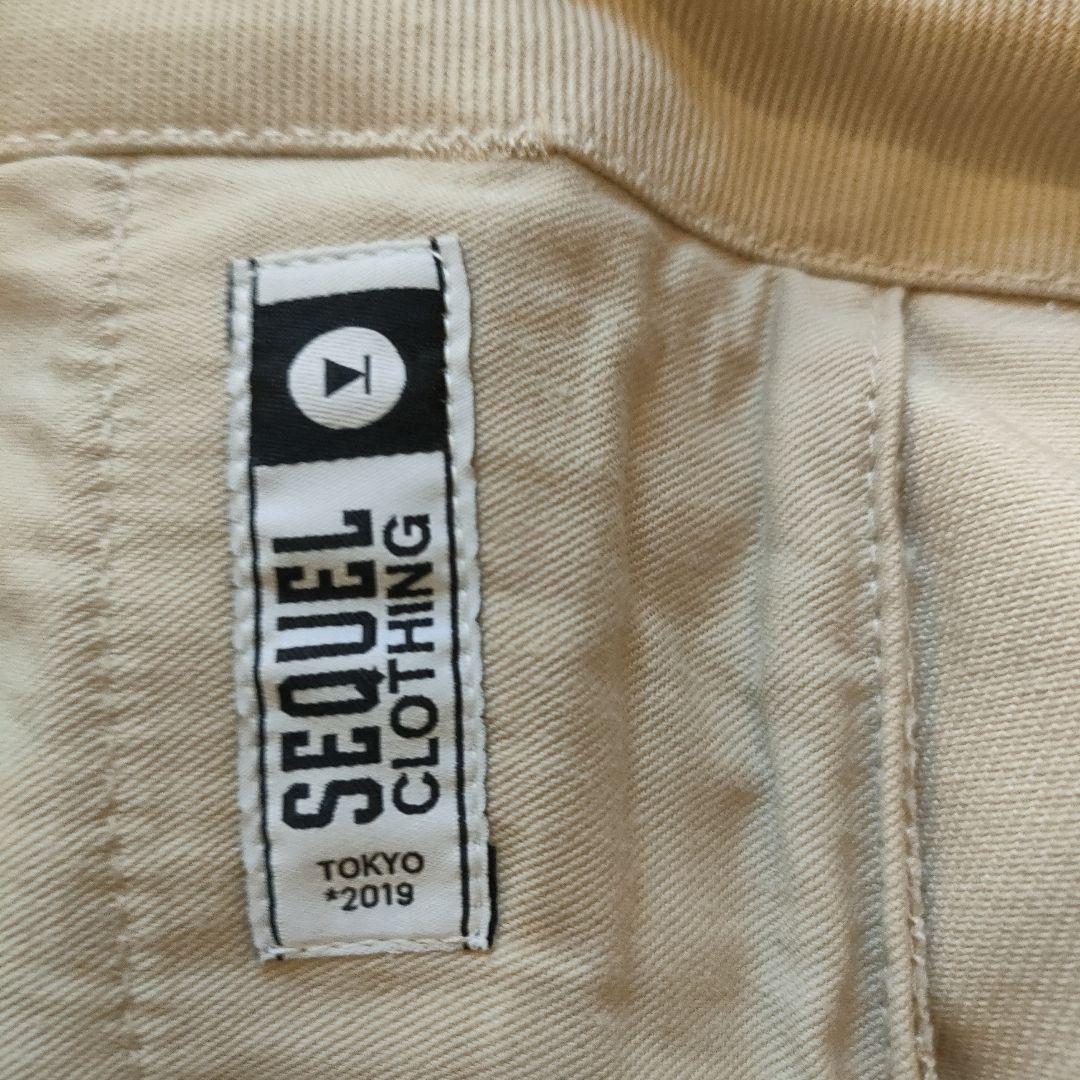 SEQUEL
CLOTHING
TOKYO
*2019